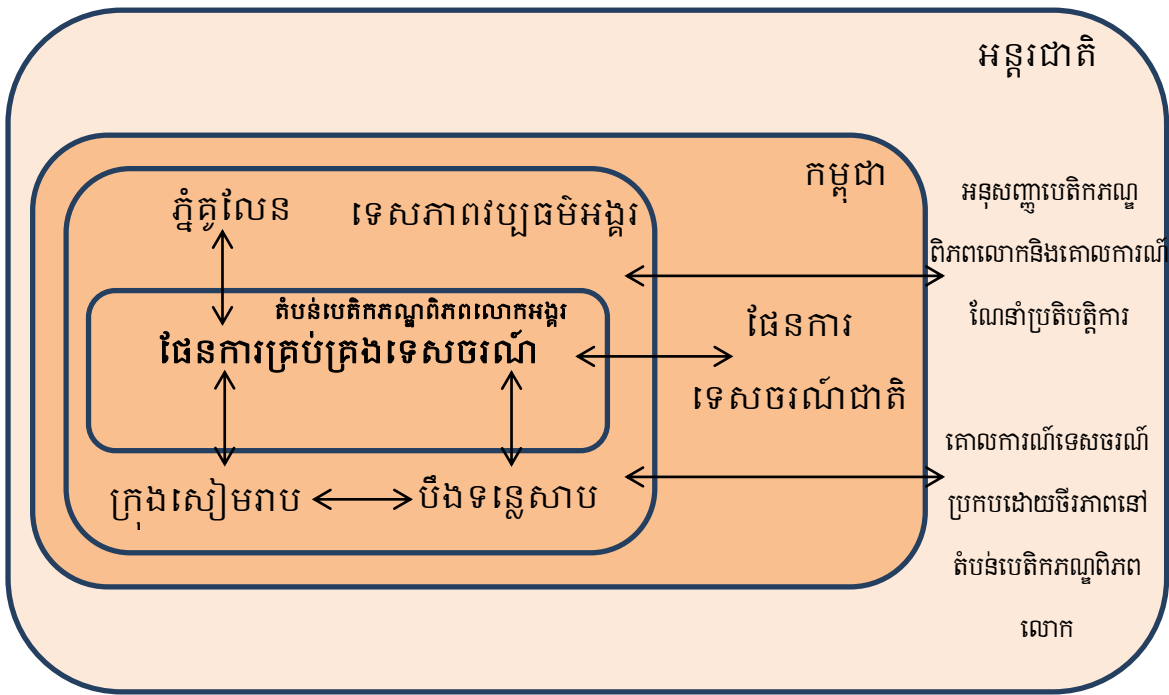 អន្តរជាតិ
កម្ពុជា
ភ្នំគូលែន
ទេសភាពវប្បធម៌អង្គរ
តំបន់បេតិកភណ្ឌពិភពលោកអង្គរ
ផែនការគ្រប់គ្រងទេសចរណ៍
ក្រុងសៀមរាប
បឹងទន្លេសាប
ផែនការ
ទេសចរណ៍ជាតិ
អនុសញ្ញាបេតិកភណ្ឌ
ពិភពលោកនិងគោលការណ៍
ណែនាំប្រតិបត្តិការ
គោលការណ៍ទេសចរណ៍
ប្រកបដោយចីរភាពនៅ
តំបន់បេតិកភណ្ឌពិភព
លោក